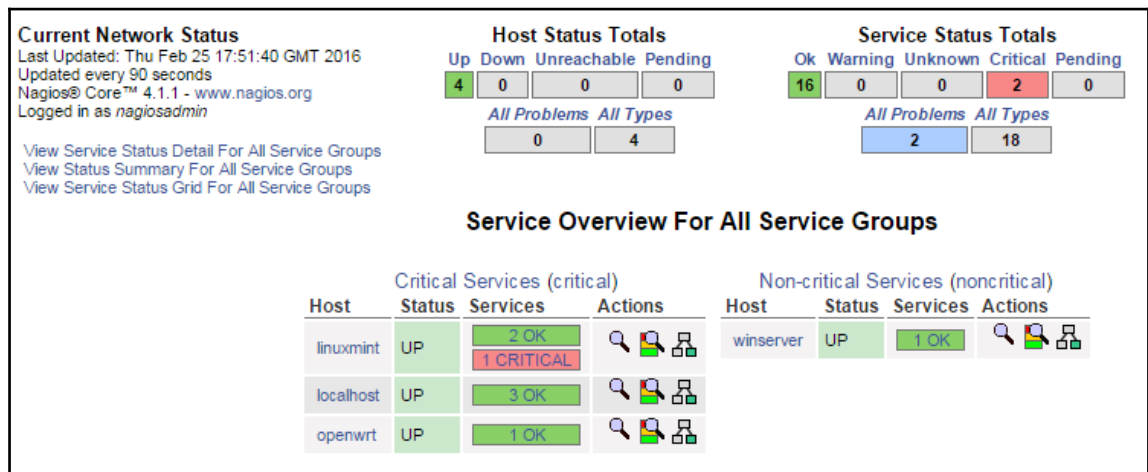 Current Network Status
Last Updated: Thu Feb 25 17:51:40 GMT 2016
Updated every 90 seconds
Nagios® Core™ 4.1.1 - www.nagios.org
Logged in as nagiosadmin
View Service Status Detail For All Service Groups
View Status Summary For All Service Groups
View Service Status Grid For All Service Groups
Host Status Totals
Up Down Unreachable Pending
4 0 0 0
All Problems All Types
0 4
Service Status Totals
Ok Warning Unknown Critical Pending
16 0 0 2 0
All Problems All Types
2 18
Service Overview For All Service Groups
Critical Services (critical)
Host Status Services Actions
linuxmint UP 2 OK
1 CRITICAL
localhost UP 3 OK
openwrt UP 1 OK
Non-critical Services (noncritical)
Host Status Services Actions
winserver UP 1 OK